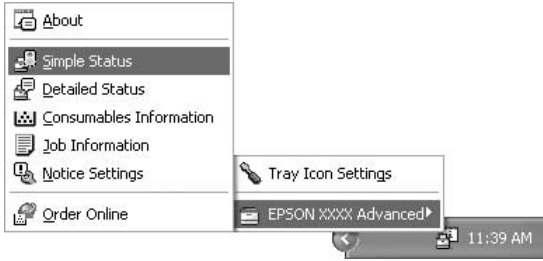 About
Simple Status
Detailed Status
Consumables Information
Job Information
Notice Settings
Order Online
Tray Icon Settings
EPSON XXXX Advanced
11:39 AM